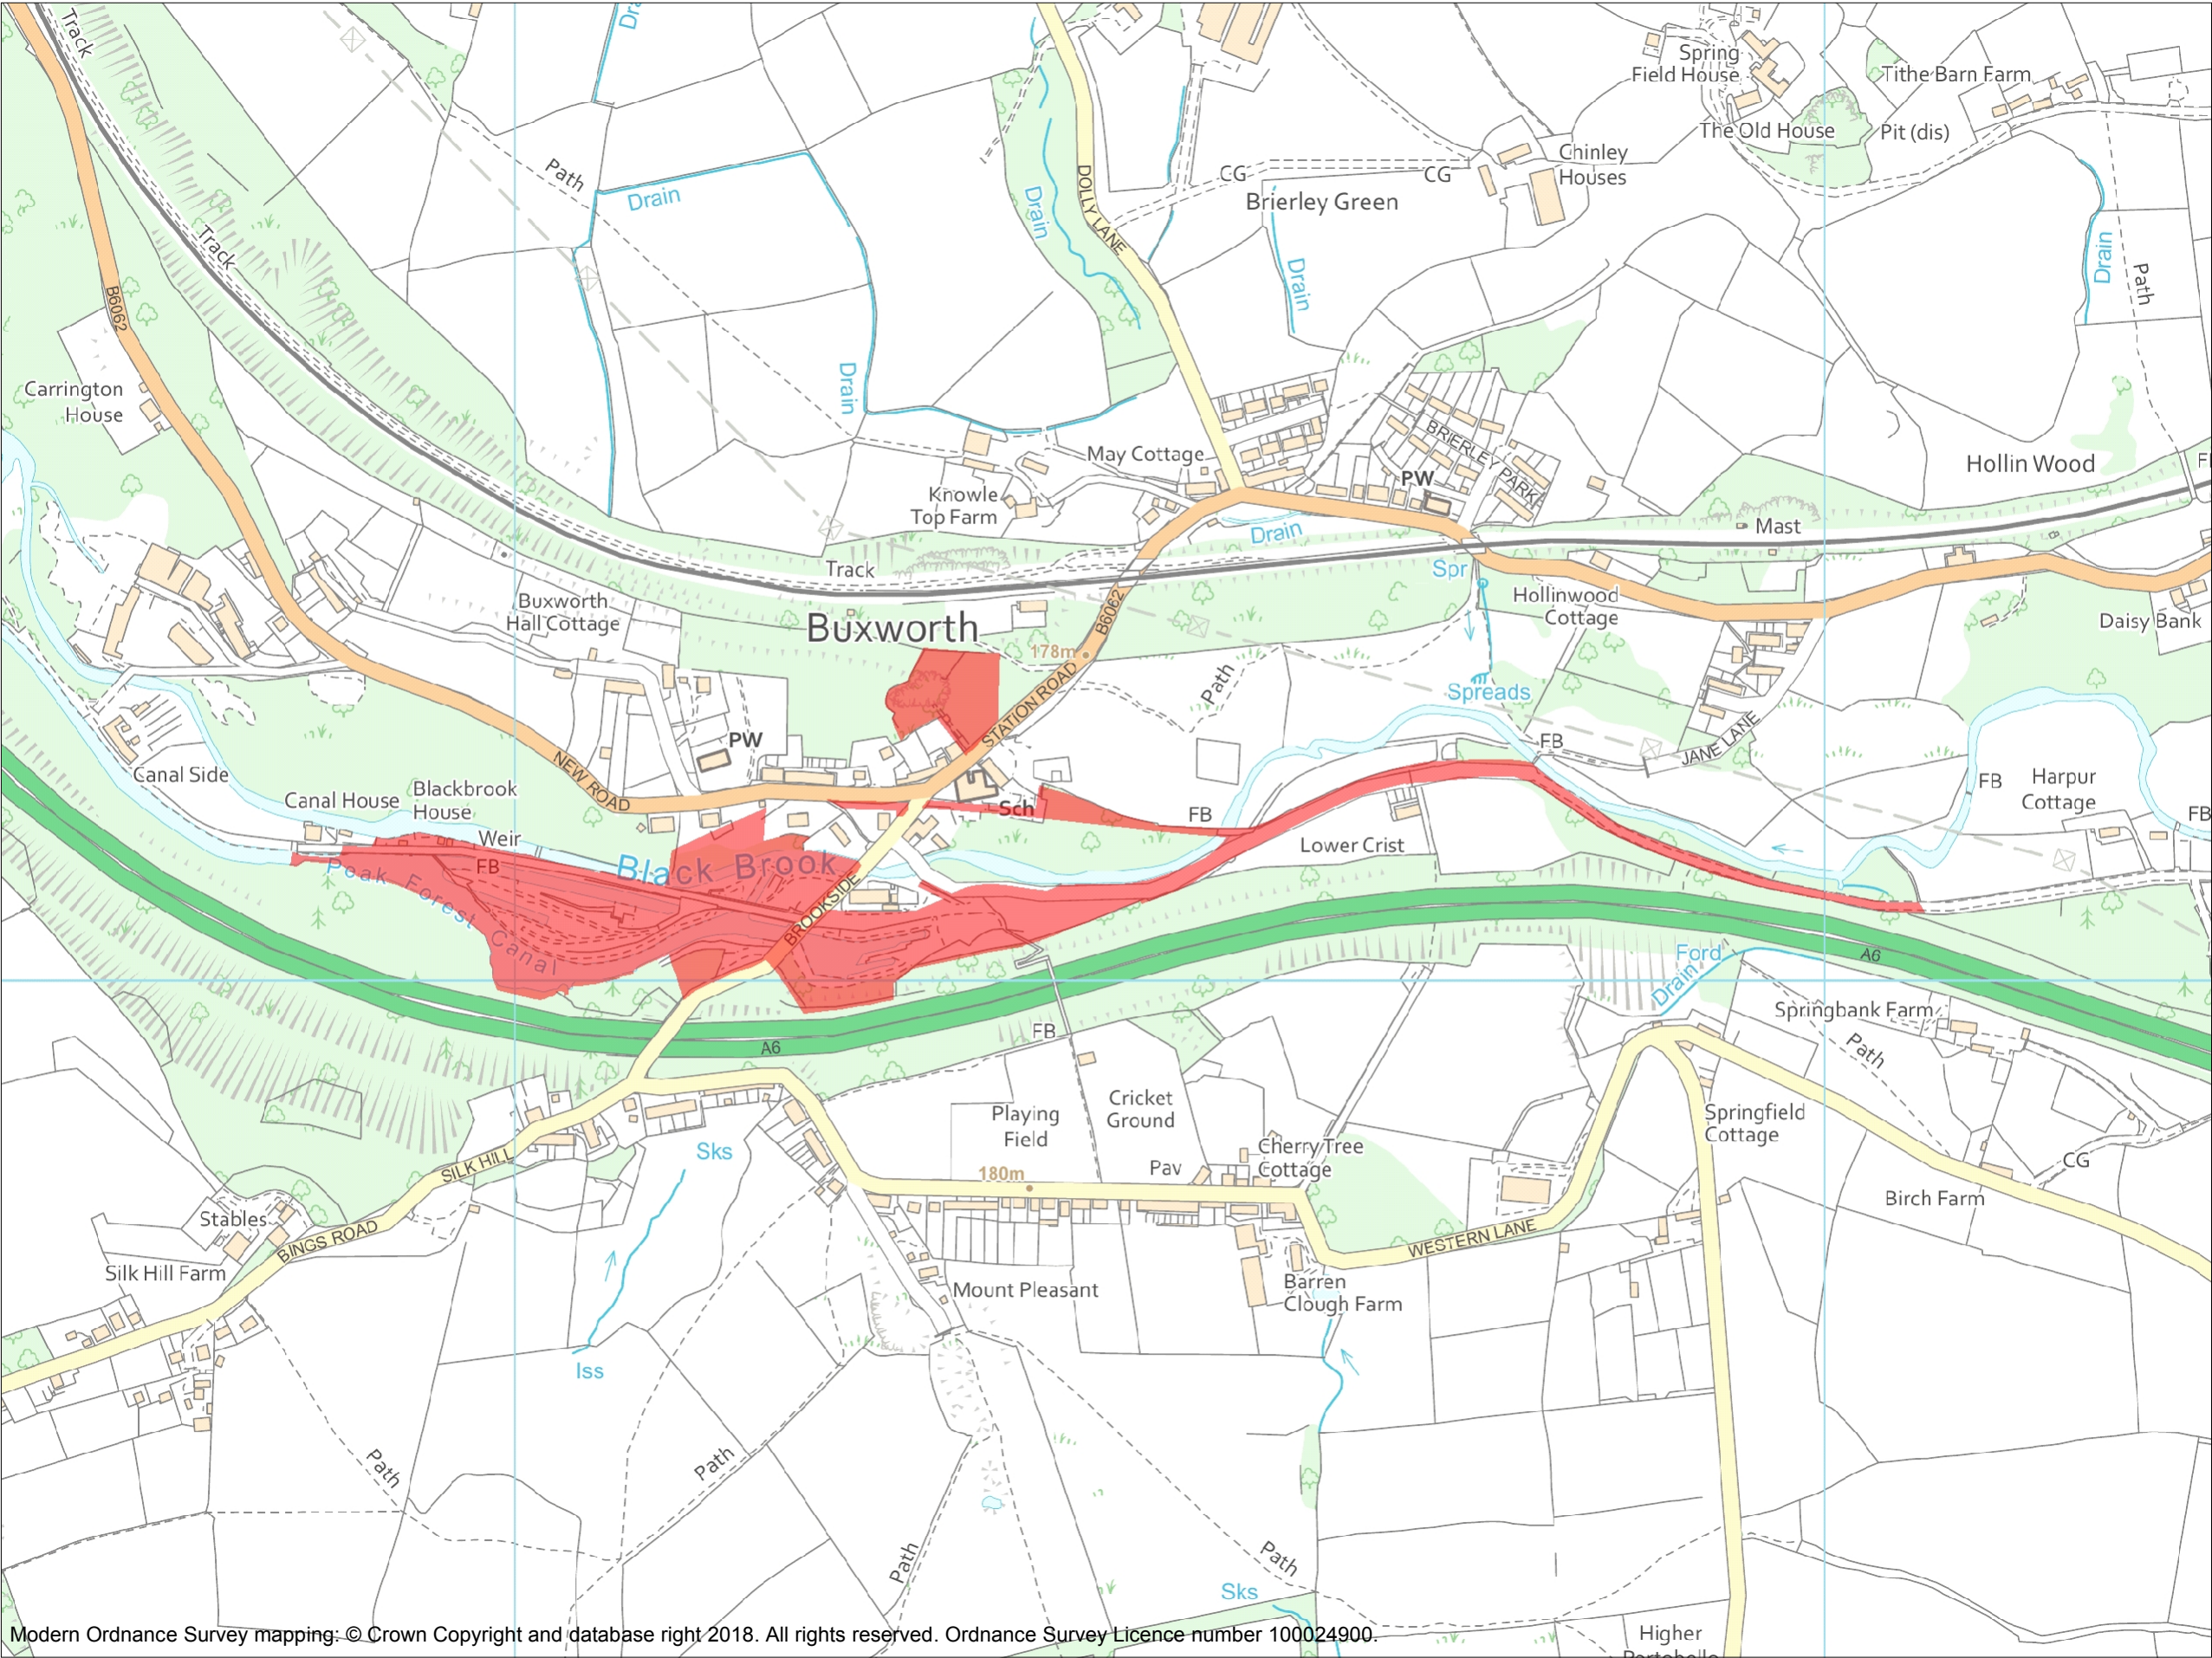 Track
Dra
Spring
Field House
Tithe Barn Farm
The Old House
Pit (dis)
Path
Drain
DOLLY LANE
Drain
CG
CG
Chinley
Houses
Brierley Green
Track
Drain
Drain
Path
B6062
Carrington
House
Drain
May Cottage
BRIERLEY PARK
PW
Hollin Wood
Knowle
Top Farm
Drain
Mast
Track
Spr
Buxworth
Hall Cottage
Buxworth
B6062
Hollinwood
Cottage
Daisy Bank
178m
STATION ROAD
Path
Spreads
PW
FB
JANE LANE
Canal Side
NEW ROAD
Canal House
Blackbrook
House
Sch
FB
FB
Harpur
Cottage
FB
Weir
FB
Black Brook
Lower Crist
Peak Forest Canal
BROOKSIDE
Ford
Drain
A6
Springbank Farm
FB
A6
Path
Playing
Field
Cricket
Ground
Springfield
Cottage
Sks
Cherry Tree
Cottage
SILK HILL
Pav
180m
CG
Birch Farm
Stables
BINGS ROAD
WESTERN LANE
Silk Hill Farm
Mount Pleasant
Barren
Clough Farm
Iss
Path
Path
Path
Path
Sks
Modern Ordnance Survey mapping: © Crown Copyright and database right 2018. All rights reserved. Ordnance Survey Licence number 100024900.
Higher